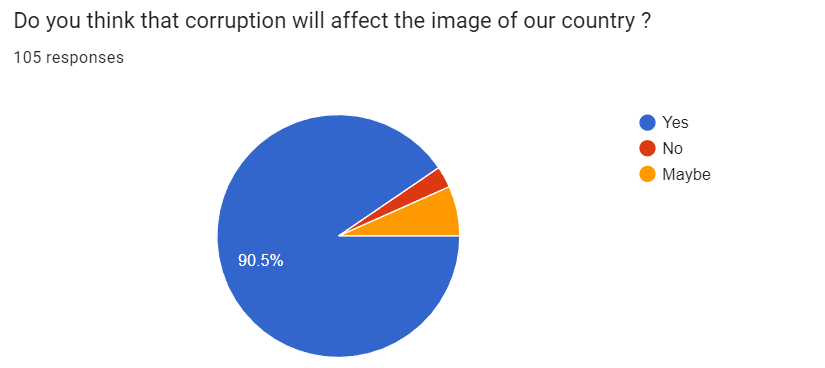 Do you think that corruption will affect the image of our country ?
105 responses
Yes
No
Maybe
90.5%